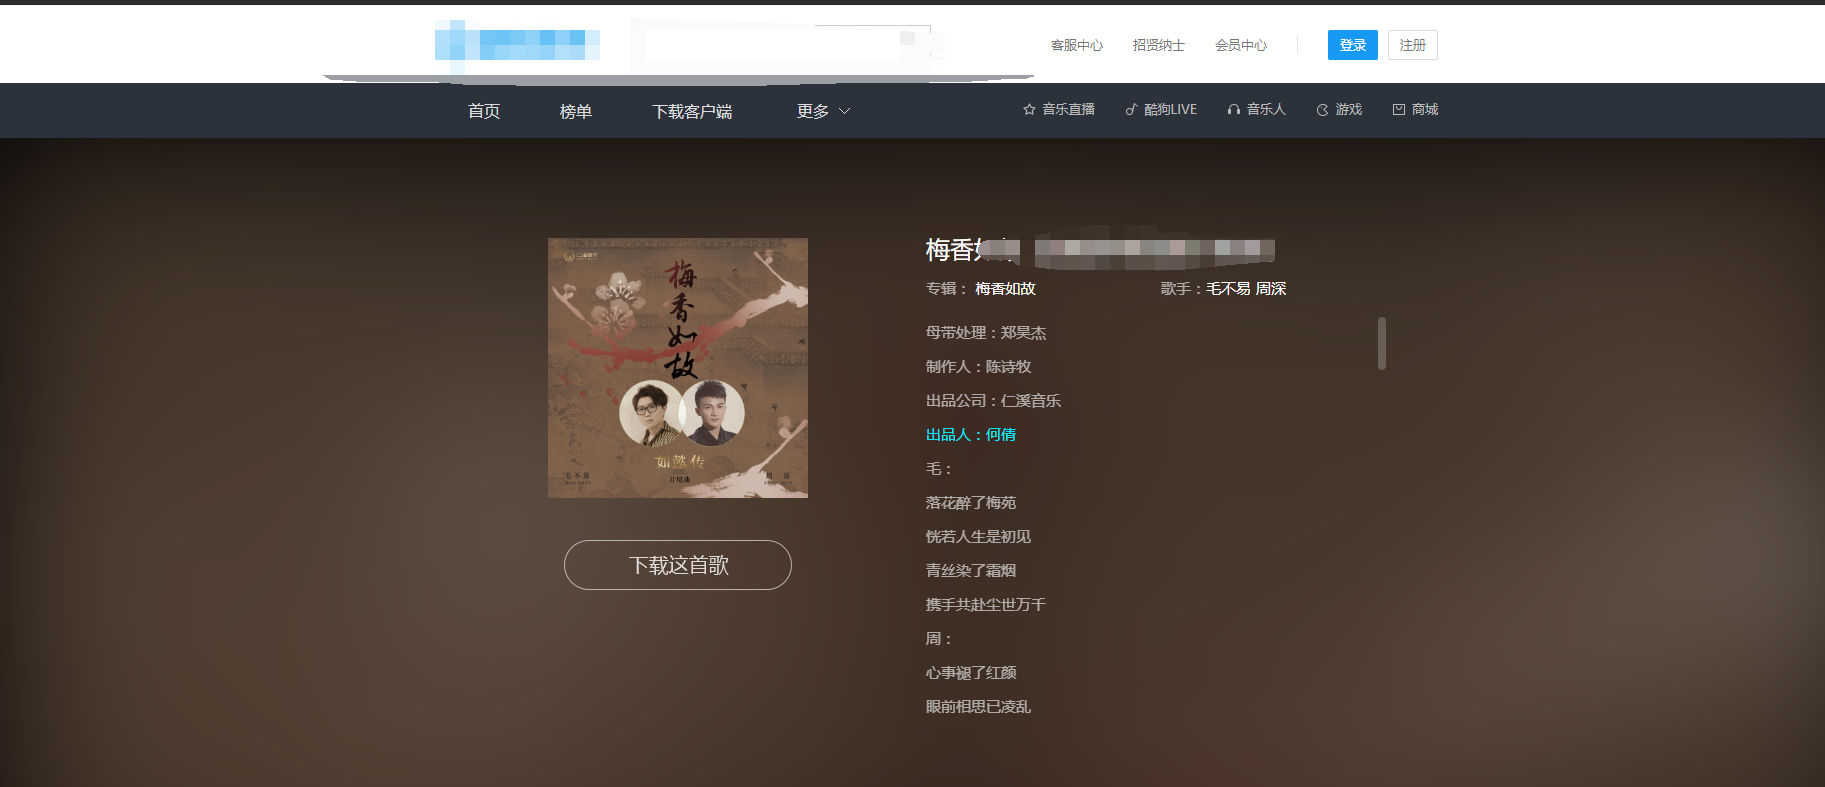 客服中心 招贤纳士 会员中心 登录 注册
首页 榜单 下载客户端 更多 音乐直播 酷狗LIVE 音乐人 游戏 商城
梅香如故
如懿传
片尾曲
毛不易
周深
下载这首歌
梅香
专辑：梅香如故 歌手：毛不易 周深
母带处理：郑昊杰
制作人：陈诗牧
出品公司：仁溪音乐
出品人：何倩
毛：
落花醉了梅苑
恍若人生是初见
青丝染了霜烟
携手共赴尘世万千
周：
心事褪了红颜
眼前相思已凌乱